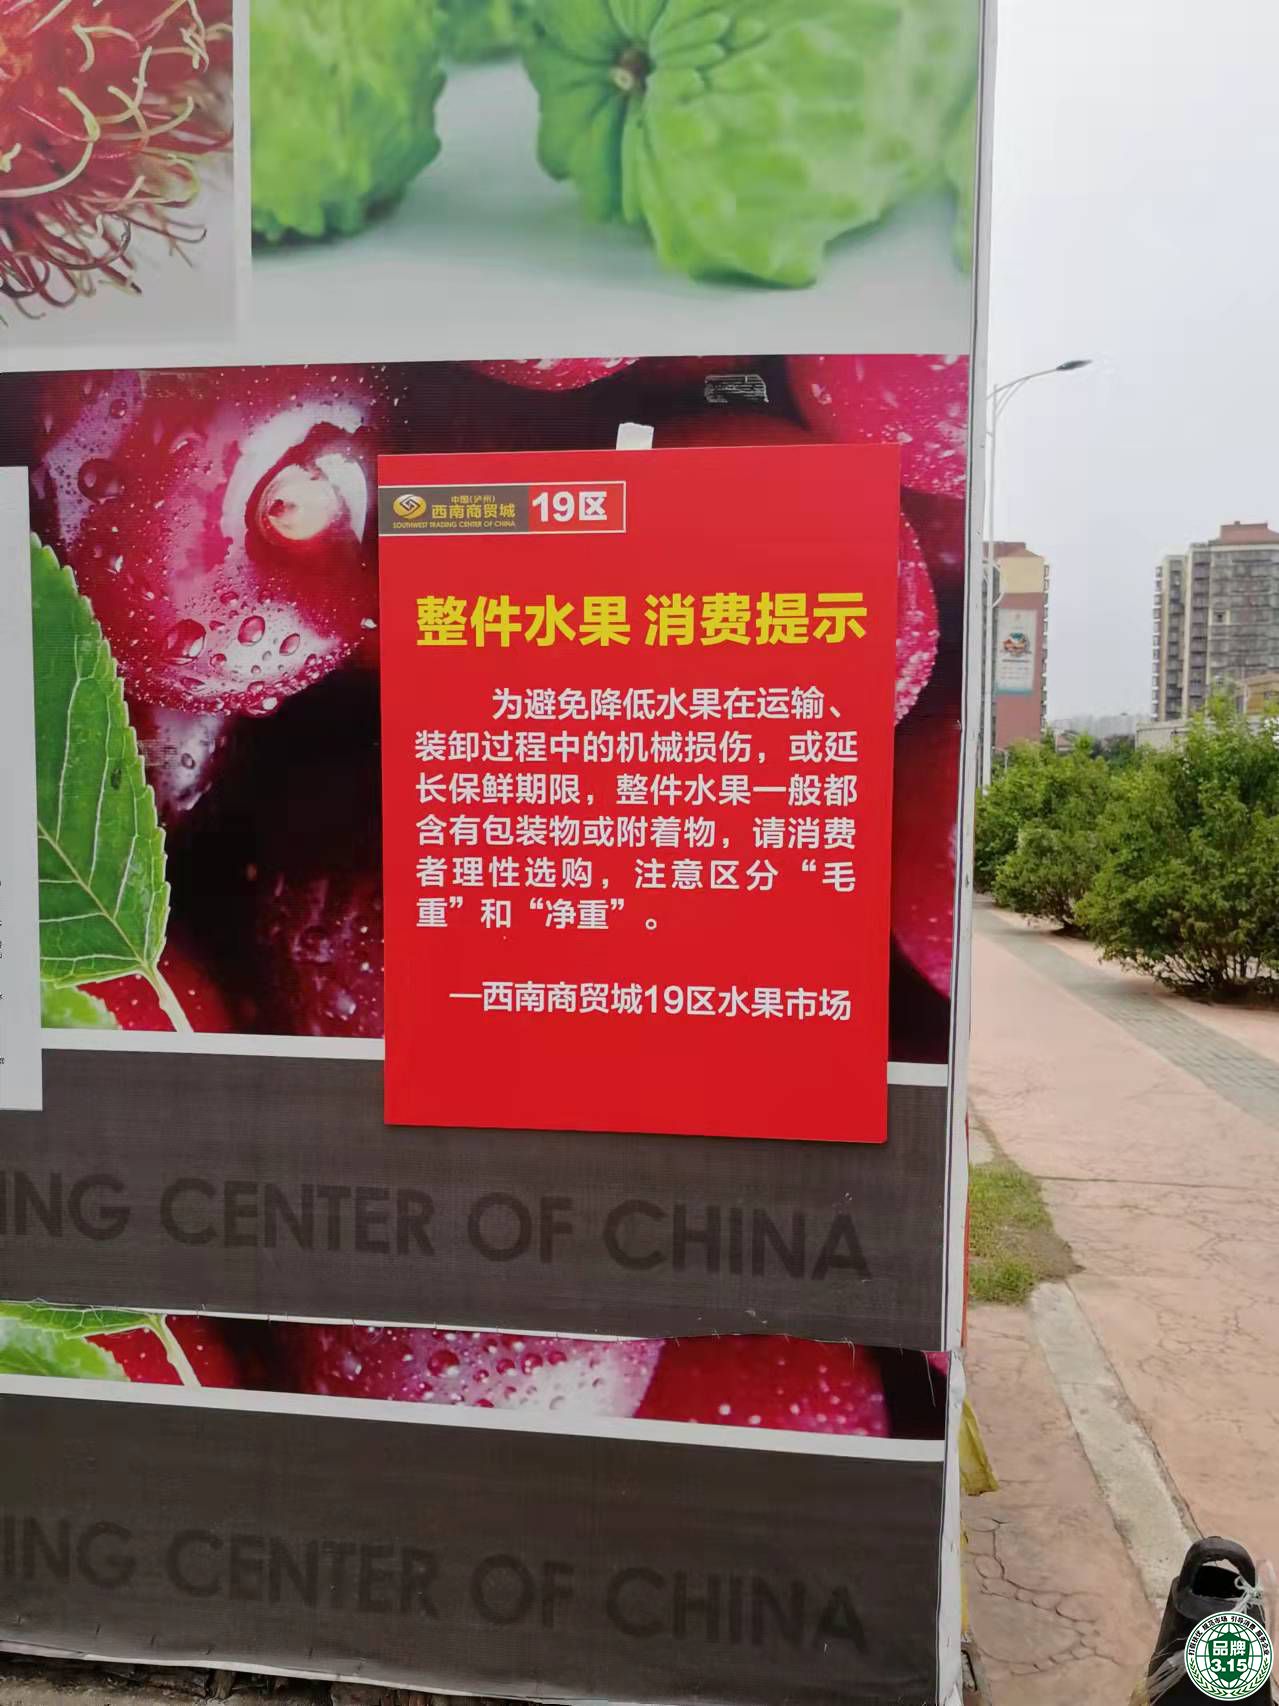 中国(泸州)
西南商贸城
SOUTHWEST TRADING CENTER OF CHINA
19区
整件水果 消费提示
为避免降低水果在运输、
装卸过程中的机械损伤，或延
长保鲜期限，整件水果一般都
含有包装物或附着物，请消费
者理性选购，注意区分“毛
重”和“净重”。
—西南商贸城19区水果市场
ING CENTER OF CHINA
ING CENTER OF CHINA
品牌
3.15